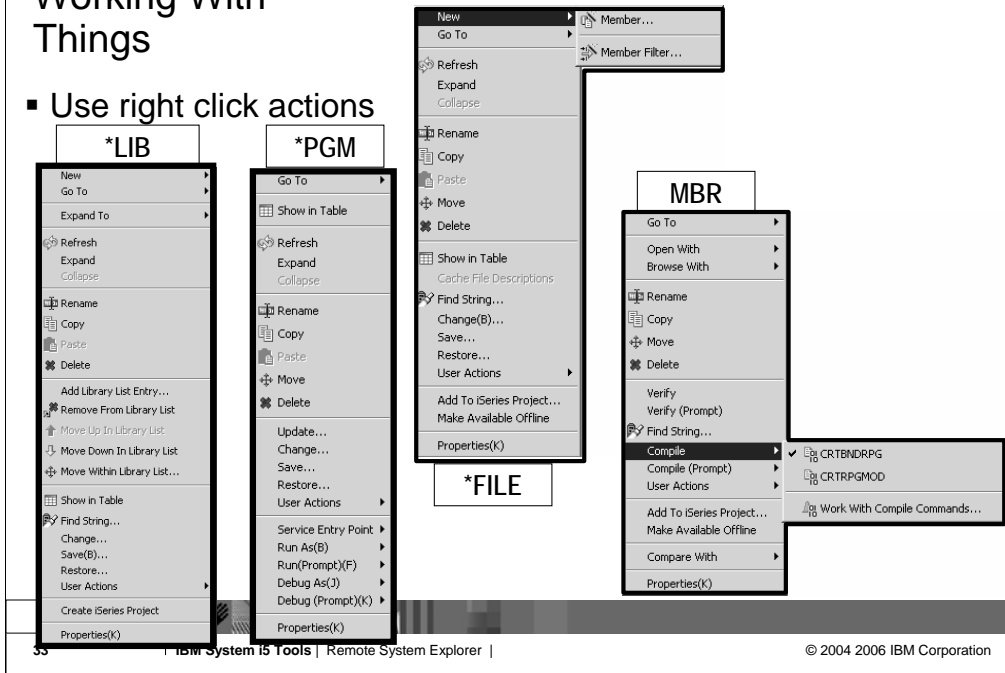 Working With
Things
▪ Use right click actions
*LIB
New
Go To
Expand To
Refresh
Expand
Collapse
Rename
Copy
Paste
Delete
Add Library List Entry...
Remove From Library List
Move Up In Library List
Move Down In Library List
Move Within Library List...
Show in Table
Find String...
Change...
Save(B)...
Restore...
User Actions
Create iSeries Project
Properties(K)
*PGM
Go To
Show in Table
Refresh
Expand
Collapse
Rename
Copy
Paste
Move
Delete
Update...
Change...
Save...
Restore...
User Actions
Service Entry Point
Run As(B)
Run(Prompt)(F)
Debug As(J)
Debug (Prompt)(K)
Properties(K)
New
Go To
Refresh
Expand
Collapse
Rename
Copy
Paste
Move
Delete
Show in Table
Cache File Descriptions
Find String...
Change(B)...
Save...
Restore...
User Actions
Add To iSeries Project...
Make Available Offline
Properties(K)
*FILE
Member...
Member Filter...
MBR
Go To
Open With
Browse With
Rename
Copy
Move
Delete
Verify
Verify (Prompt)
Find String...
Compile
Compile (Prompt)
User Actions
Add To iSeries Project...
Make Available Offline
Compare With
Properties(K)
CRTBNDRPG
CRTRPGMOD
Work With Compile Commands...
33 | IBM System i5 Tools | Remote System Explorer | © 2004 2006 IBM Corporation